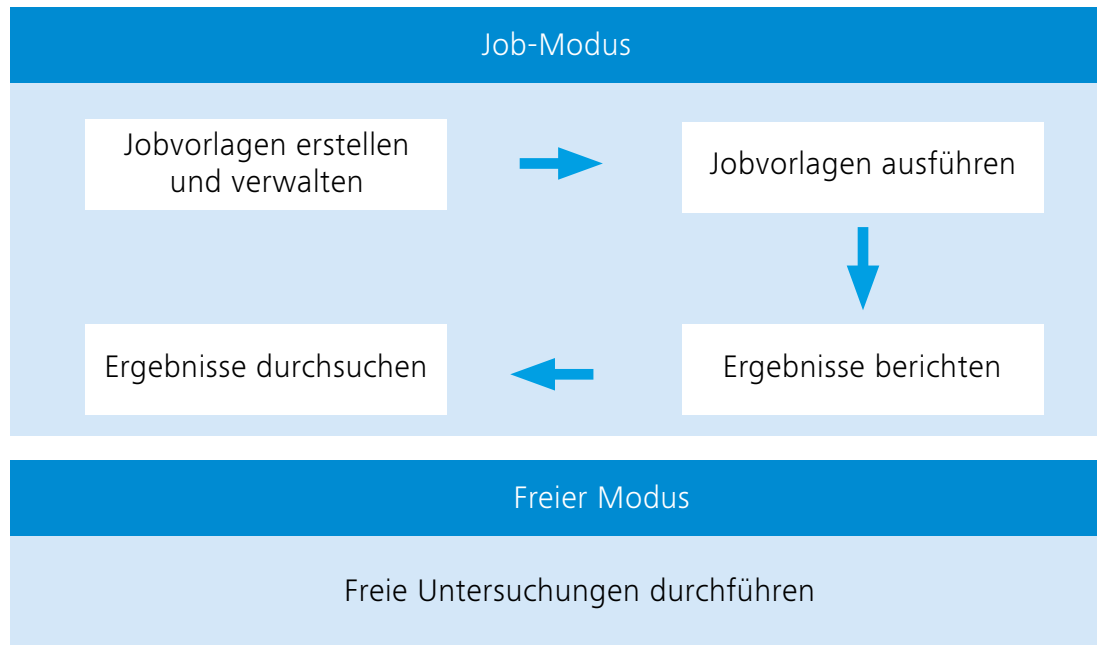 Job-Modus
Jobvorlagen erstellen
und verwalten
Jobvorlagen ausführen
Ergebnisse durchsuchen
Ergebnisse berichten
Freier Modus
Freie Untersuchungen durchführen